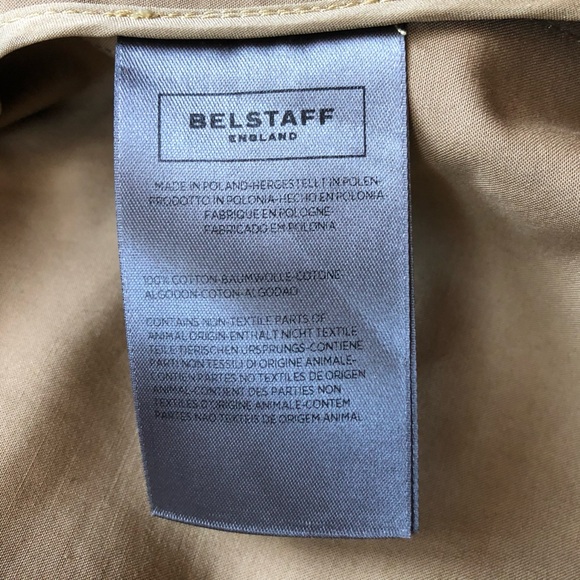 BELSTAFF
ENGLAND
MADE IN POLAND-HERGESTELLT IN POLEN-
PRODOTTO IN POLONIA-HECHO EN POLONIA
FABRIQUE EN POLOGNE
FABRICADO EM POLONIA
100% COTTON-BAUMWOLLE-COTONE
ALGODON-COTON-ALGODAO
CONTAINS NON-TEXTILE PARTS OF
ANIMAL ORIGIN-ENTHALT NICHT TEXTILE
TEILE TIERISCHEN URSPRUNGS-CONTIENE
PARTI NON TESSILI DI ORIGINE ANIMALE-
CONTIEN PARTES NO TEXTILES DE ORIGEN
ANIMAL-CONTIENT DES PARTIES NON
TEXTILES D'ORIGINE ANIMALE-CONTEM
PARTES NAO TEXTEIS DE ORIGEM ANIMAL